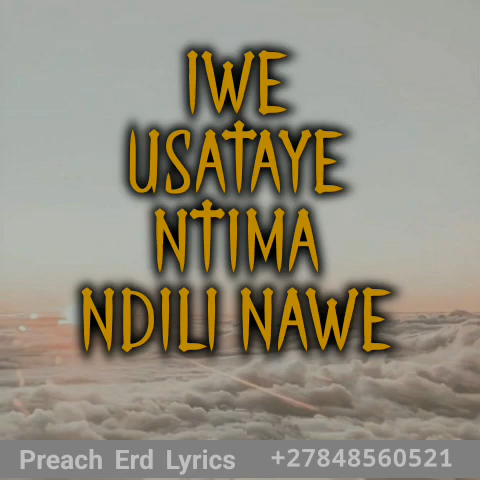 IWE
USATAYE
NTIMA
NDILI NAWE
Preach Erd Lyrics +27848560521